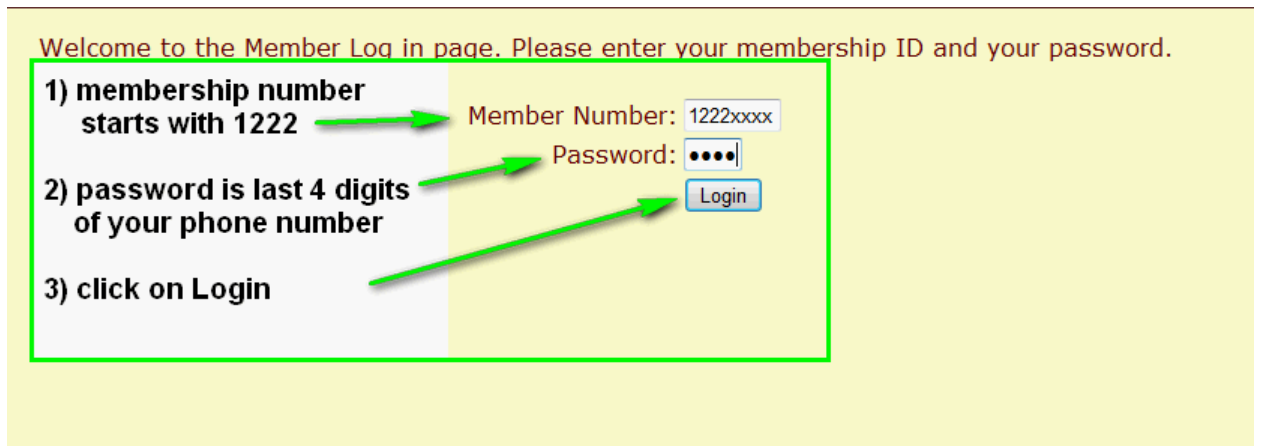 Welcome to the Member Log in page. Please enter your membership ID and your password.
1) membership number
starts with 1222
Member Number: 1222xxxx
Password: ••••
2) password is last 4 digits
of your phone number
Login
3) click on Login